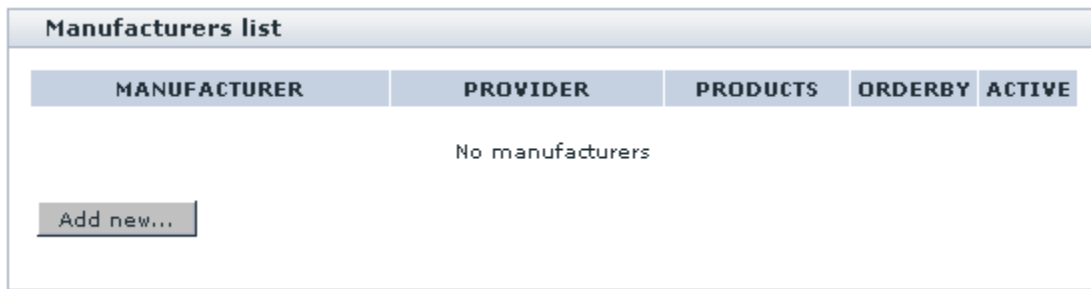 Manufacturers list
MANUFACTURER PROVIDER PRODUCTS ORDERBY ACTIVE
No manufacturers
Add new...